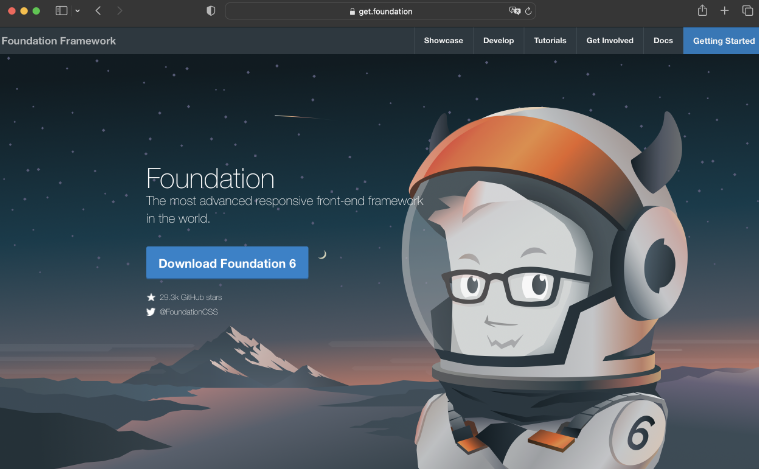 get.foundation
Foundation Framework
Showcase
Develop
Tutorials
Get Involved
Docs
Getting Started
Foundation
The most advanced responsive front-end framework
in the world.
Download Foundation 6
29.3k GitHub stars
@FoundationCSS
6